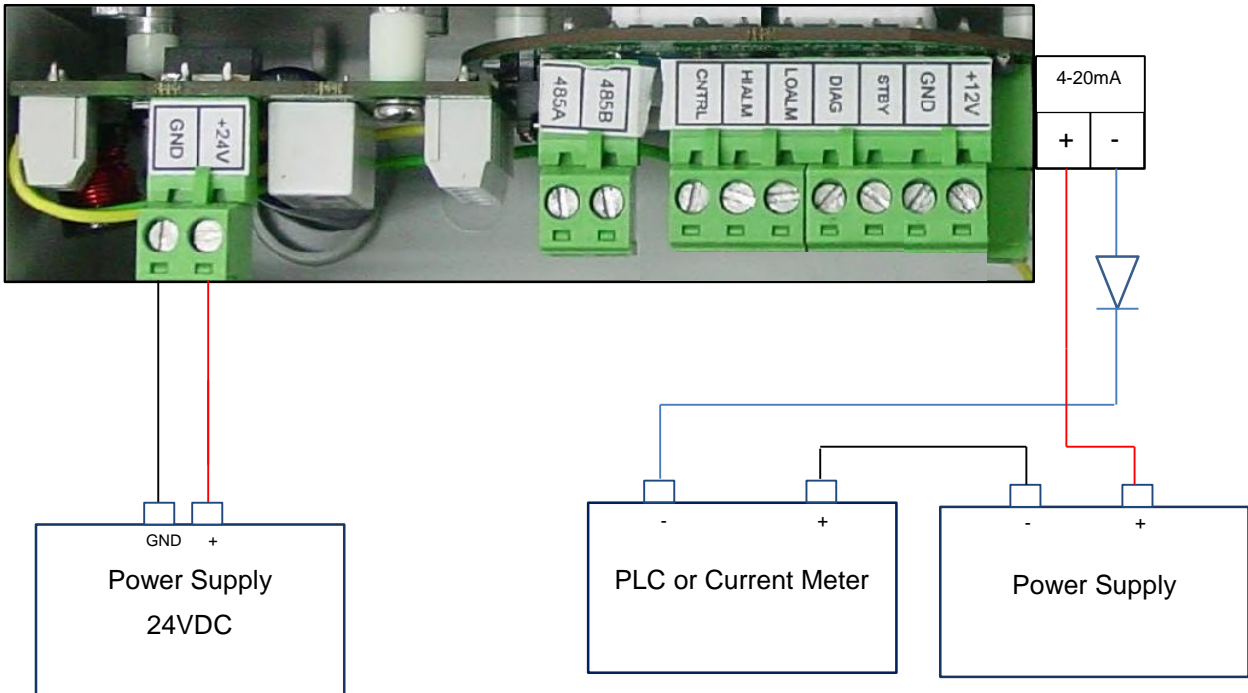 GND
+24V
485A
485B
CNTRL
HIALM
LOALM
DIAG
STBY
GND
+12V
4-20mA
+ -
GND +
Power Supply
24VDC
- +
PLC or Current Meter
- +
Power Supply